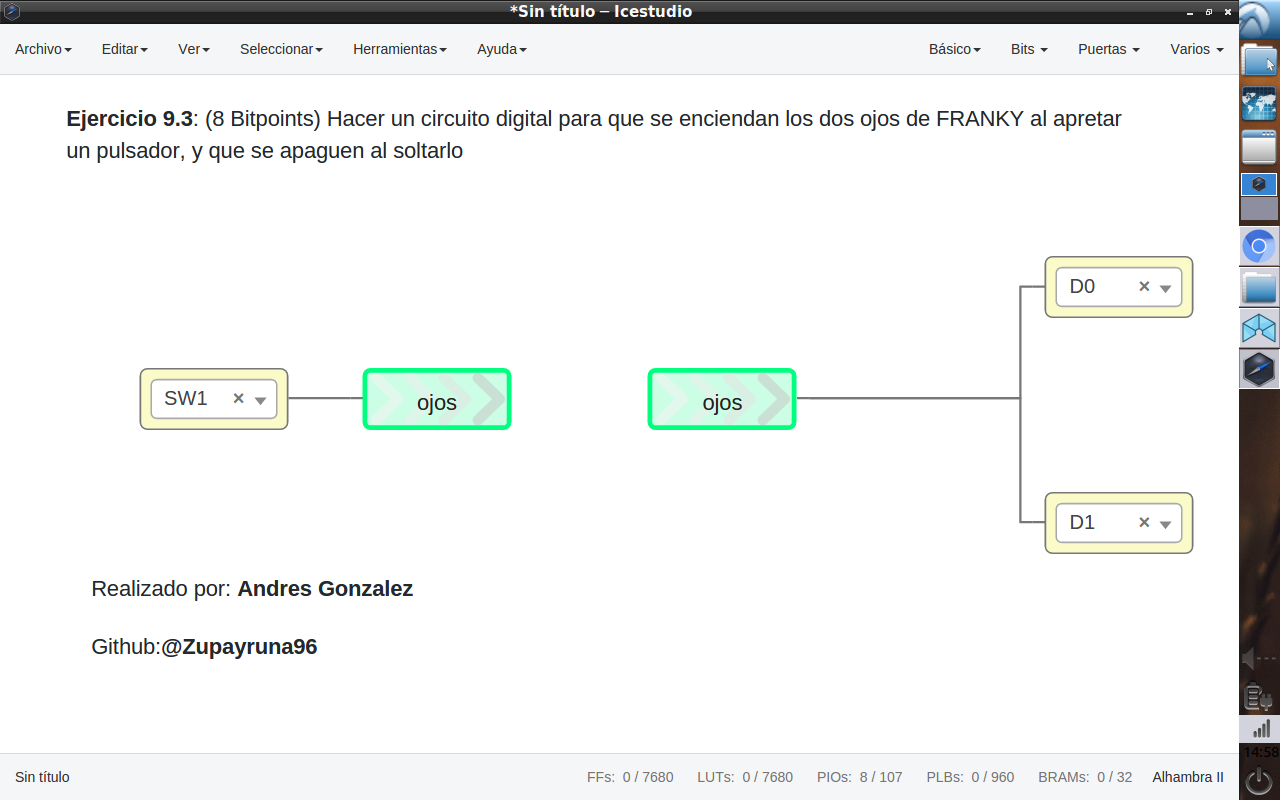 *Sin título ─ Icestudio
Archivo Editar Ver Seleccionar Herramientas Ayuda Básico Bits Puertas Varios
Ejercicio 9.3: (8 Bitpoints) Hacer un circuito digital para que se enciendan los dos ojos de FRANKY al apretar
un pulsador, y que se apaguen al soltarlo
D0
SW1 ojos ojos
D1
Realizado por: Andres Gonzalez
Github:@Zupayruna96
14:58
Sin título FFs: 0 / 7680 LUTs: 0 / 7680 PIOs: 8 / 107 PLBs: 0 / 960 BRAMs: 0 / 32 Alhambra II